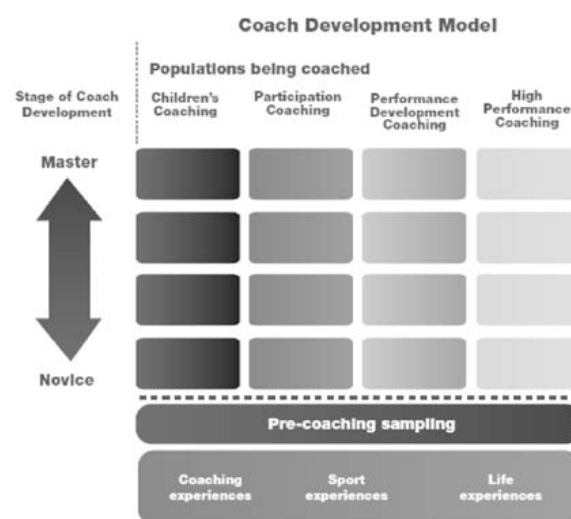 Coach Development Model
Populations being coached
Stage of Coach
Development
Children's
Coaching
Participation
Coaching
Performance
Development
Coaching
High
Performance
Coaching
Master
Novice
Pre-coaching sampling
Coaching
experiences
Sport
experiences
Life
experiences